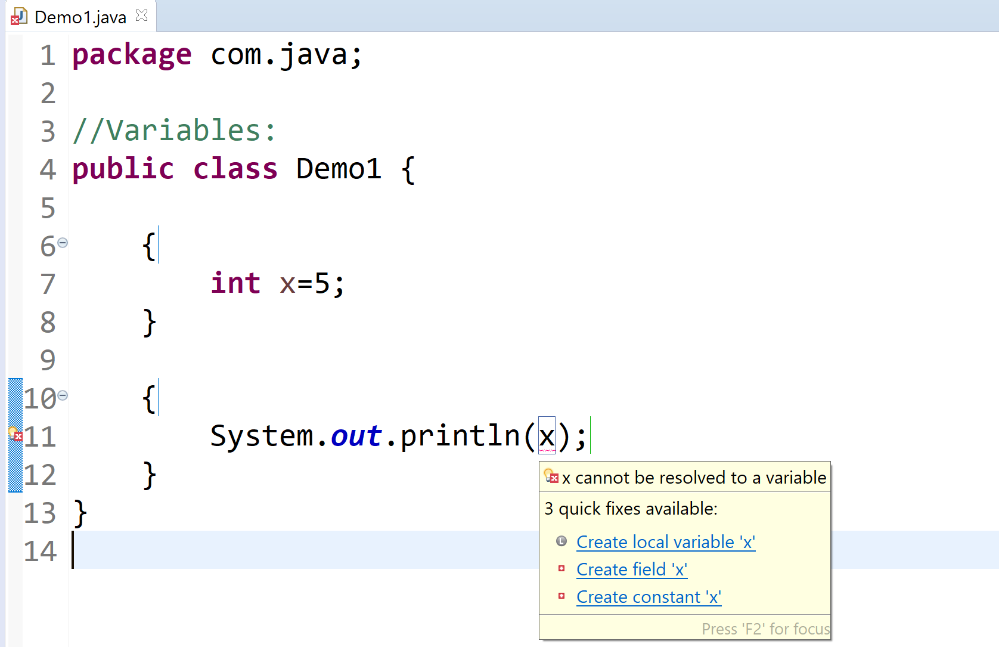 Demo1.java
1 package com.java;
2
3 //Variables:
4 public class Demo1 {
5
6 {
7 int x=5;
8 }
9
10 {
11 System.out.println(x);
12 }
13 }
14
x cannot be resolved to a variable
3 quick fixes available:
Create local variable 'x'
Create field 'x'
Create constant 'x'
Press 'F2' for focus